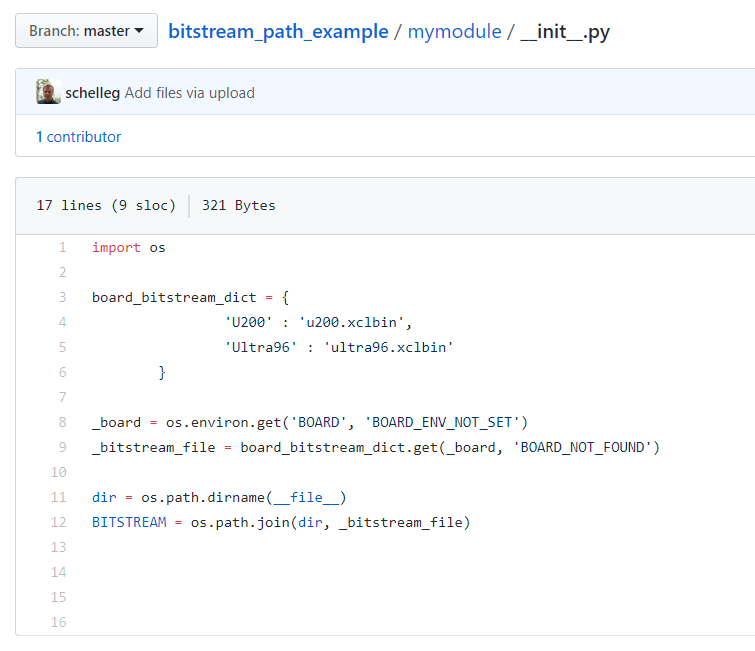 Branch: master bitstream_path_example / mymodule / __init__.py
schelleg Add files via upload
1 contributor
17 lines (9 sloc) 321 Bytes
1 import os
2
3 board_bitstream_dict = {
4 'U200' : 'u200.xclbin',
5 'Ultra96' : 'ultra96.xclbin'
6 }
7
8 _board = os.environ.get('BOARD', 'BOARD_ENV_NOT_SET')
9 _bitstream_file = board_bitstream_dict.get(_board, 'BOARD_NOT_FOUND')
10
11 dir = os.path.dirname(__file__)
12 BITSTREAM = os.path.join(dir, _bitstream_file)
13
14
15
16